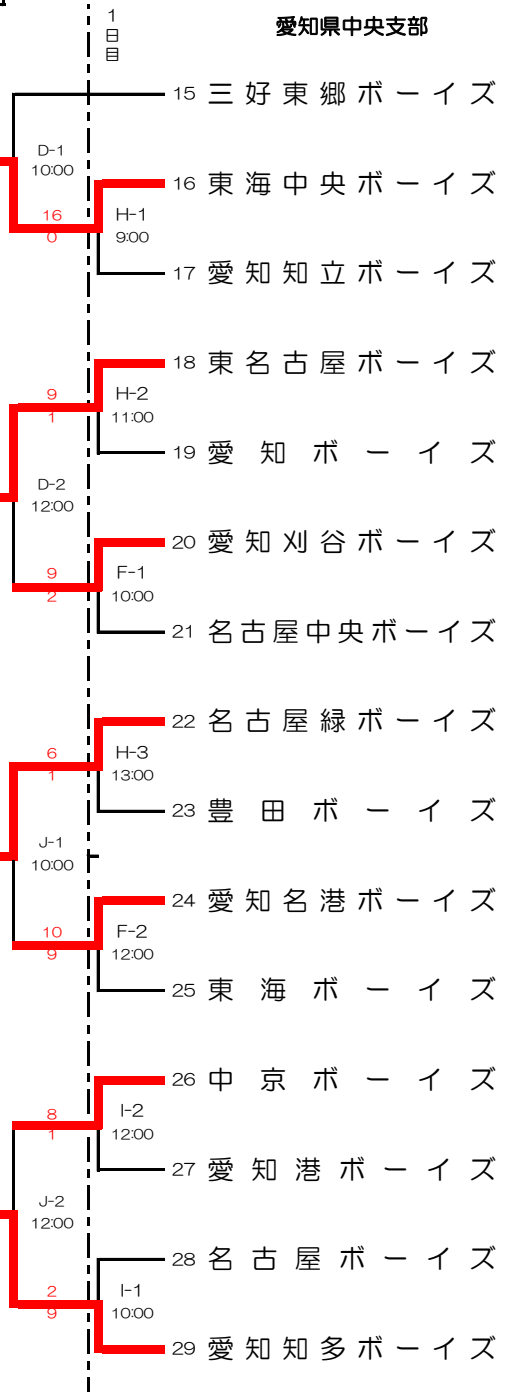 1
日
目
愛知県中央支部
15 三好東郷ボーイズ
D-1
10:00
16 東海中央ボーイズ
16
0
H-1
9:00
17 愛知知立ボーイズ
18 東名古屋ボーイズ
9
1
H-2
11:00
19 愛知ボーイズ
D-2
12:00
20 愛知刈谷ボーイズ
9
2
F-1
10:00
21 名古屋中央ボーイズ
22 名古屋緑ボーイズ
6
1
H-3
13:00
23 豊田ボーイズ
J-1
10:00
24 愛知名港ボーイズ
10
9
F-2
12:00
25 東海ボーイズ
26 中京ボーイズ
8
1
I-2
12:00
27 愛知港ボーイズ
J-2
12:00
28 名古屋ボーイズ
2
9
I-1
10:00
29 愛知知多ボーイズ